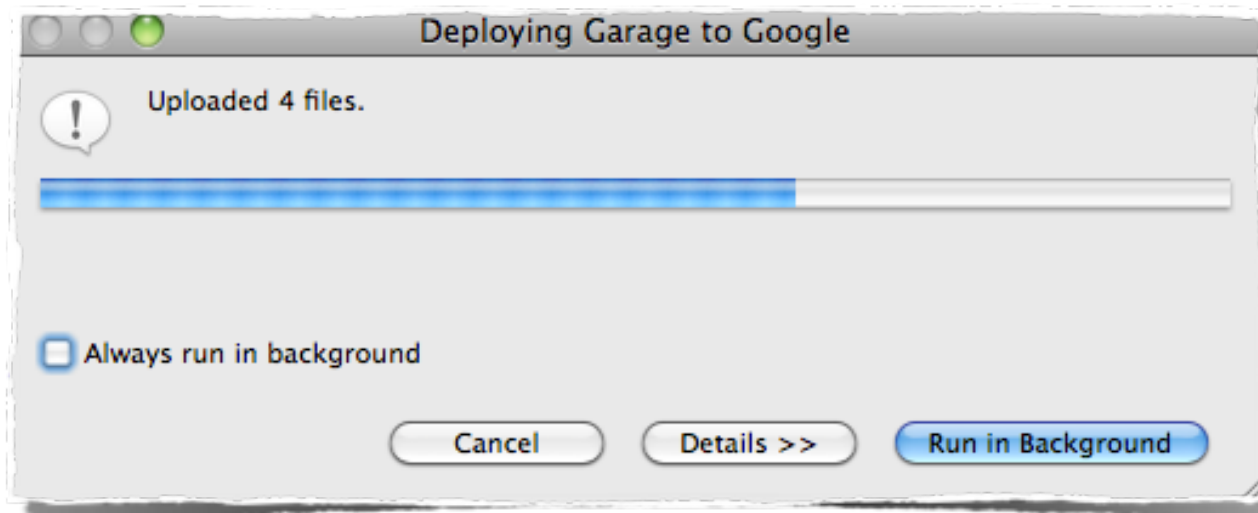 Deploying Garage to Google
Uploaded 4 files.
Always run in background
Cancel Details >> Run in Background